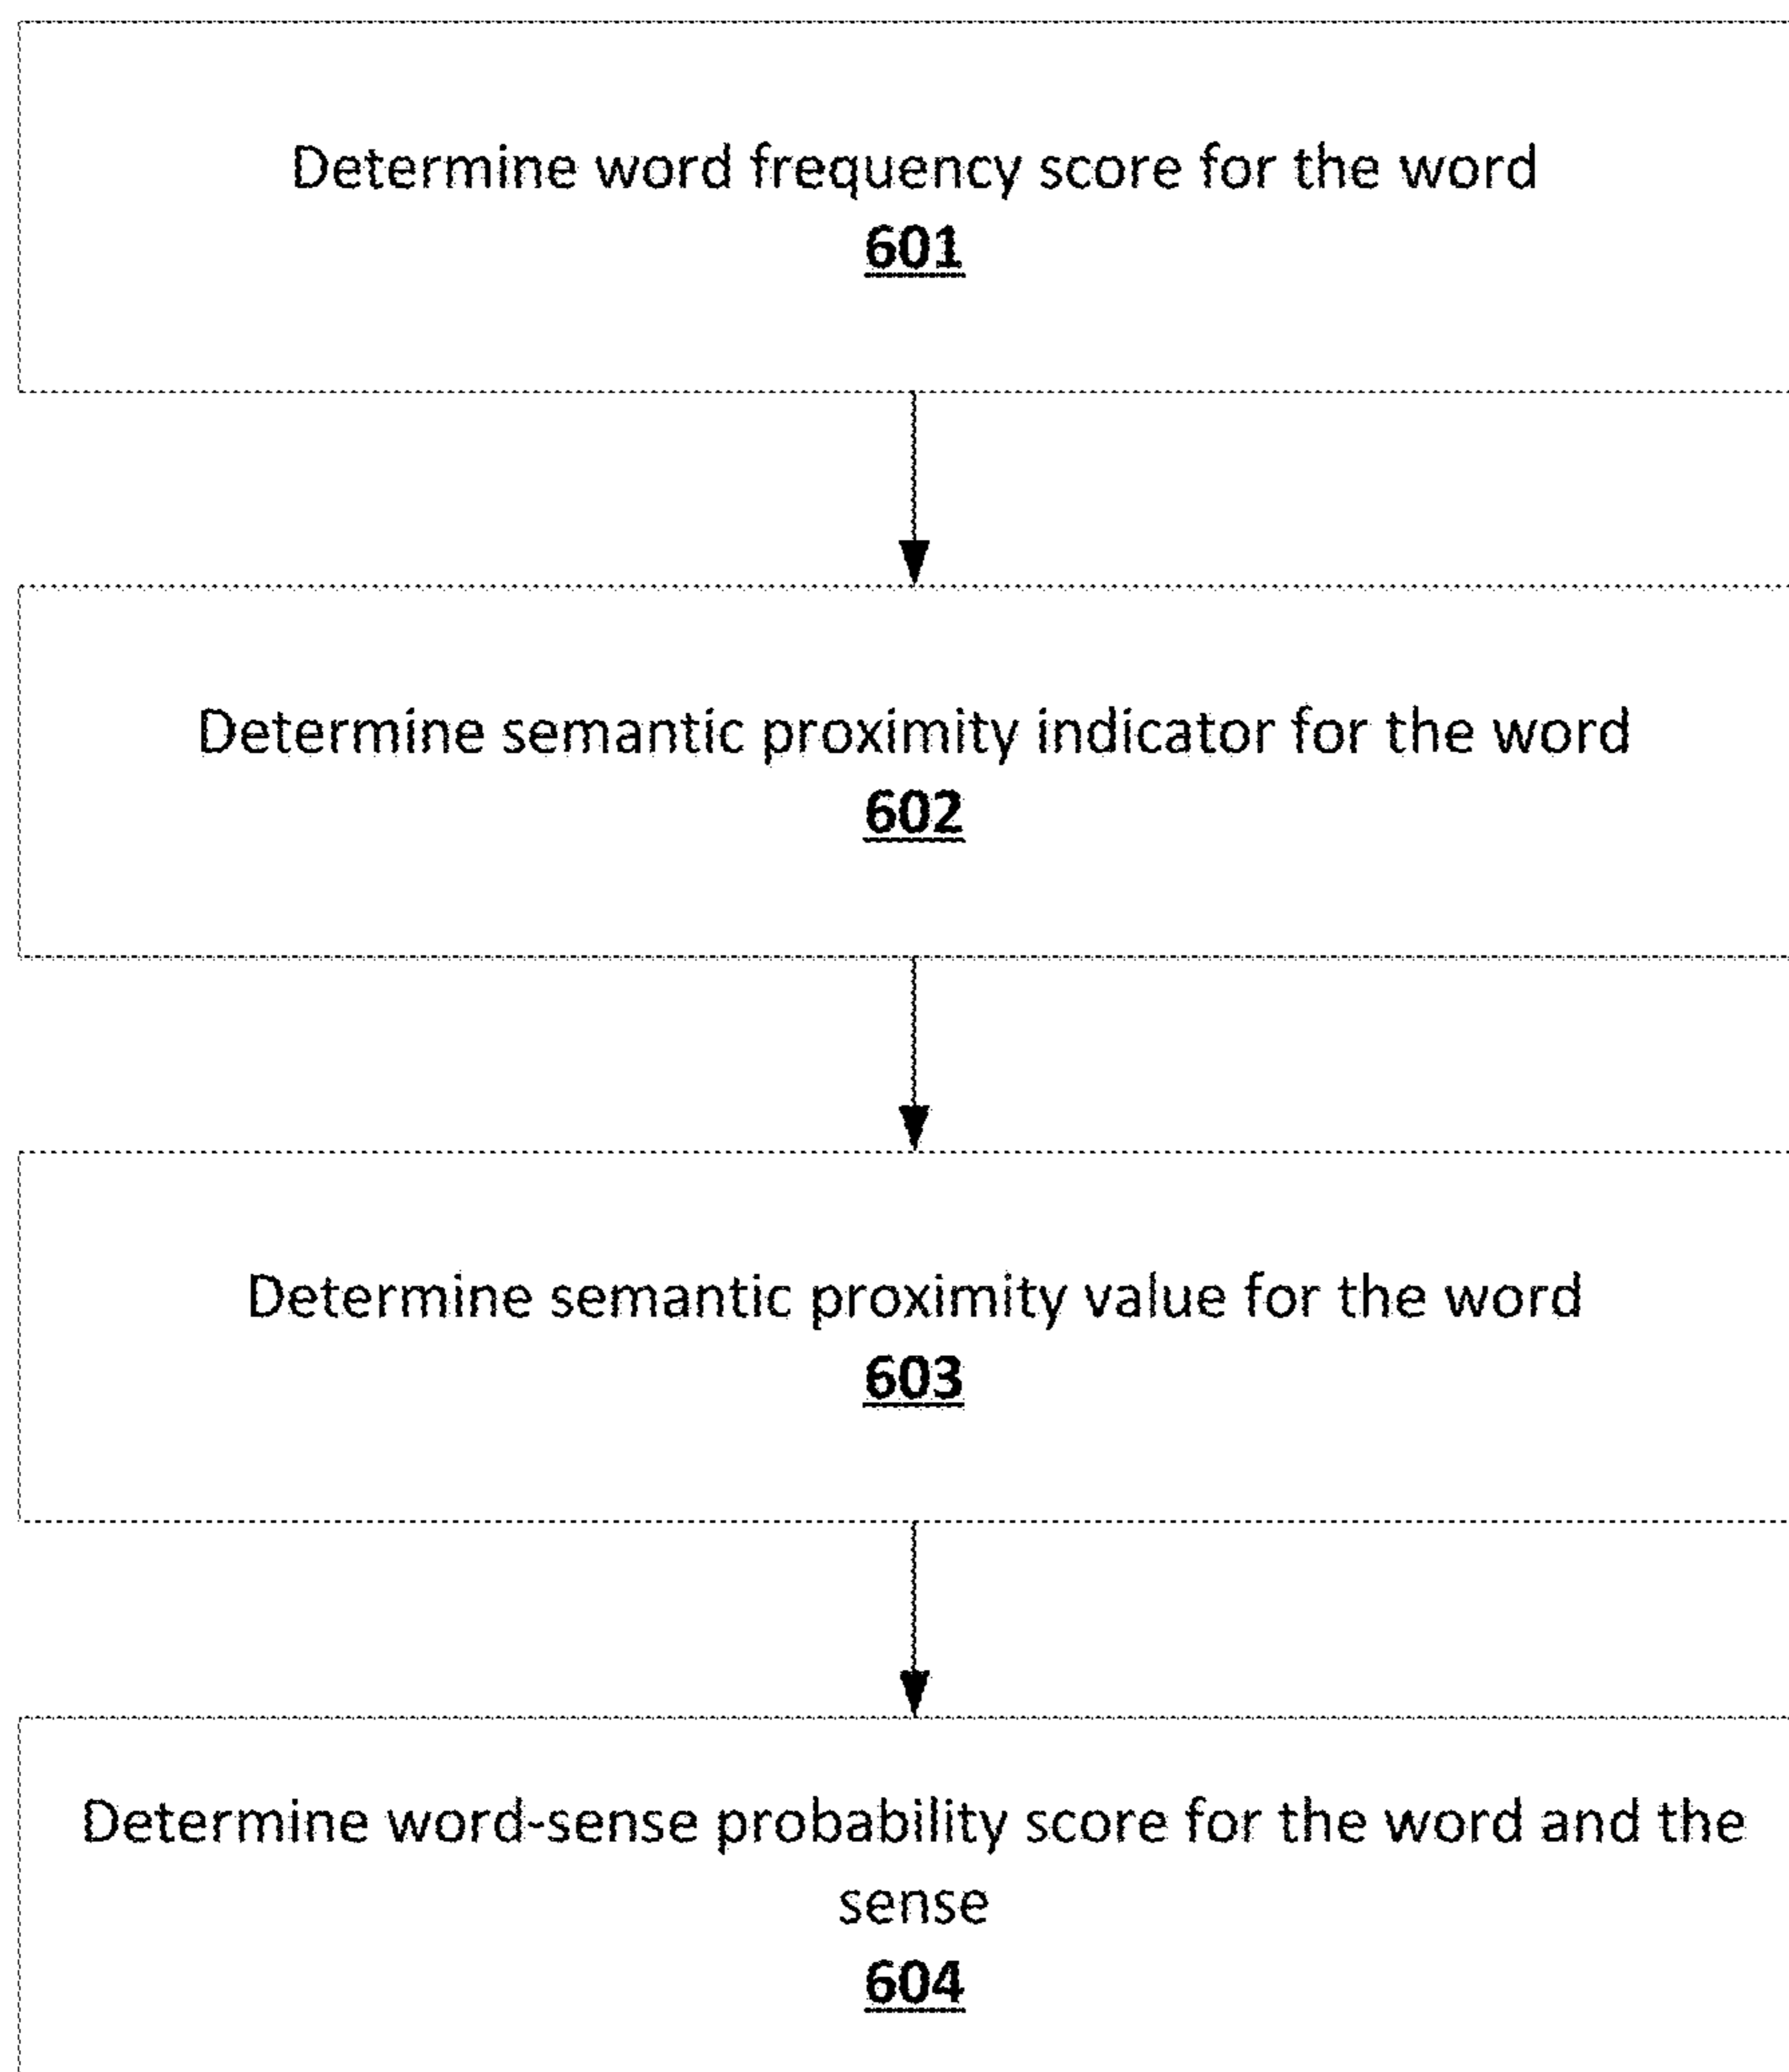 Determine word frequency score for the word
601
Determine semantic proximity indicator for the word
602
Determine semantic proximity value for the word
603
Determine word-sense probability score for the word and the
sense
604